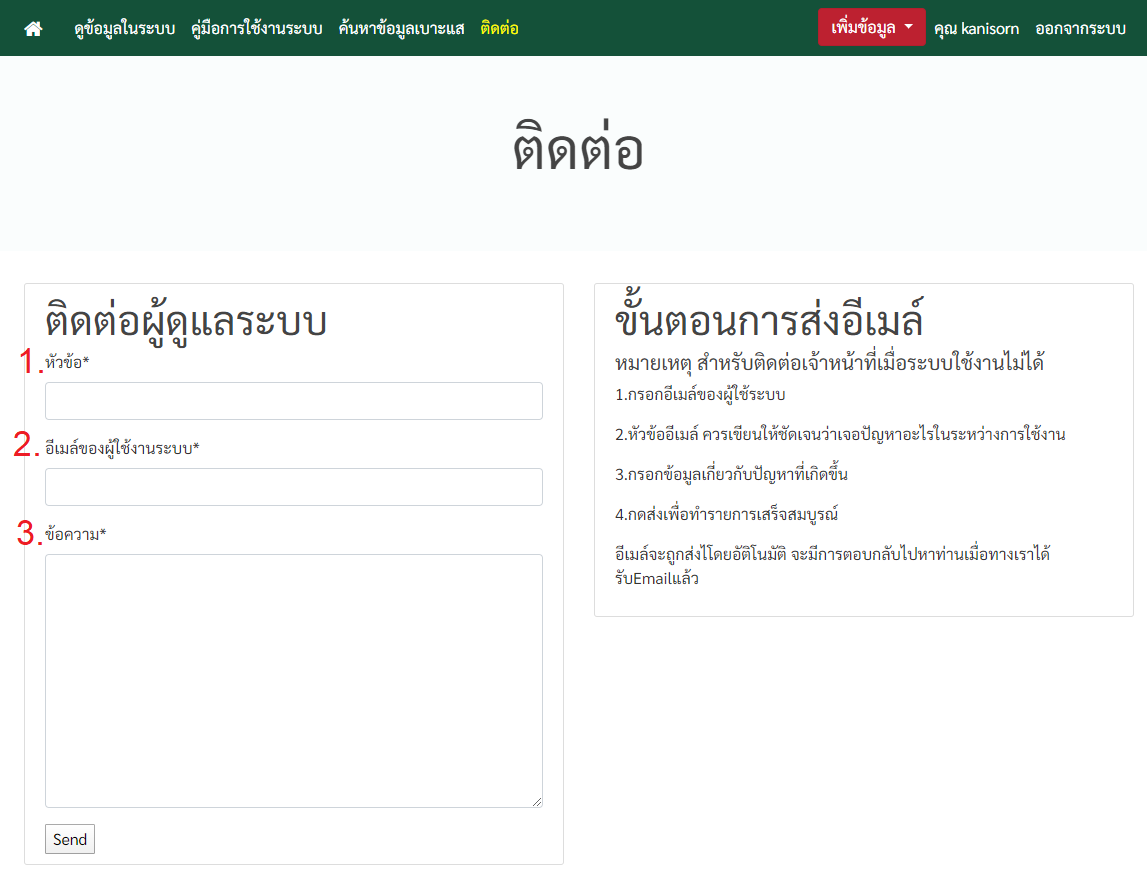 ดูข้อมูลในระบบ คู่มือการใช้งานระบบ ค้นหาข้อมูลเบาะแส ติดต่อ เพิ่มข้อมูล คุณ kanisorn ออกจากระบบ
ติดต่อ
ติดต่อผู้ดูแลระบบ
1. หัวข้อ*
2. อีเมล์ของผู้ใช้งานระบบ*
3. ข้อความ*
Send
ขั้นตอนการส่งอีเมล์
หมายเหตุ สำหรับติดต่อเจ้าหน้าที่เมื่อระบบใช้งานไม่ได้
1.กรอกอีเมล์ของผู้ใช้ระบบ
2.หัวข้ออีเมล์ ควรเขียนให้ชัดเจนว่าเจอปัญหาอะไรในระหว่างการใช้งาน
3.กรอกข้อมูลเกี่ยวกับปัญหาที่เกิดขึ้น
4.กดส่งเพื่อทำรายการเสร็จสมบูรณ์
อีเมล์จะถูกส่งไโดยอัติโนมัติ จะมีการตอบกลับไปหาท่านเมื่อทางเราได้
รับEmailแล้ว